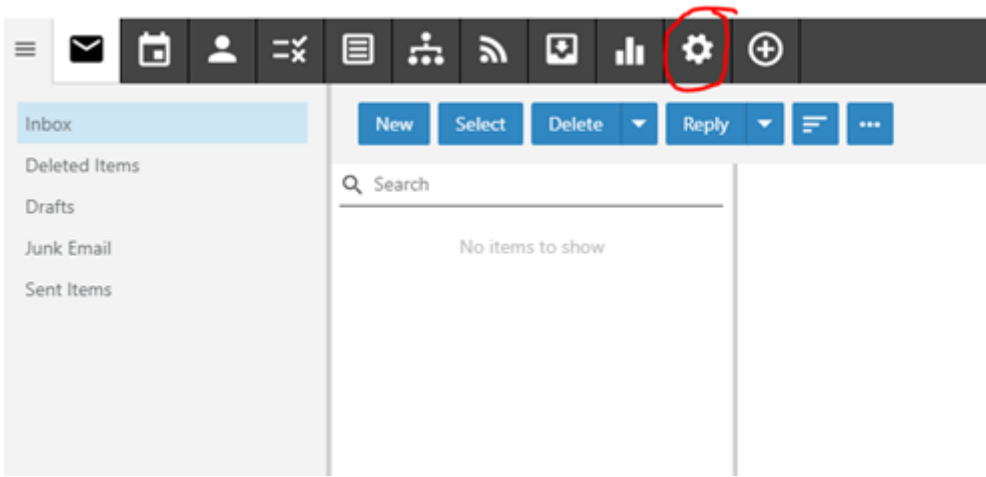 New Select Delete Reply
Inbox
Deleted Items
Drafts
Junk Email
Sent Items
Search
No items to show